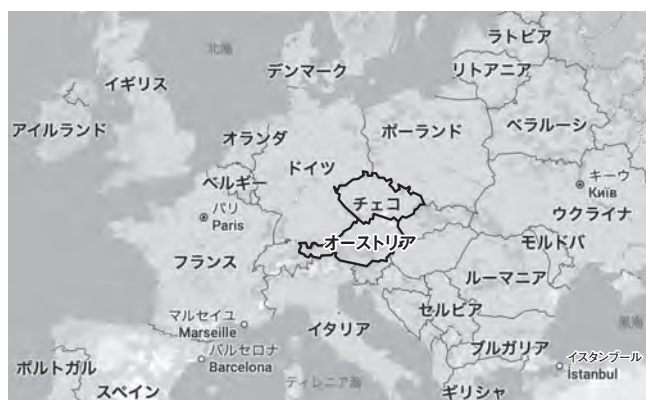 ラトビア
北海
デンマーク
リトアニア
イギリス
アイルランド
オランダ
ポーランド
ベラルーシ
ドイツ
ベルギー
キーウ
Київ
チェコ
パリ
Paris
ウクライナ
オーストリア
モルドバ
フランス
ルーマニア
セルビア
マルセイユ
Marseille
イタリア
黒海
バルセロナ
Barcelona
ブルガリア
イスタンブール
İstanbul
ポルトガル
スペイン
ティレニア海
ギリシャ